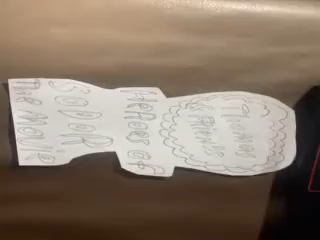 Thomas
& Friends
Heroes of
SODOR
The Movie